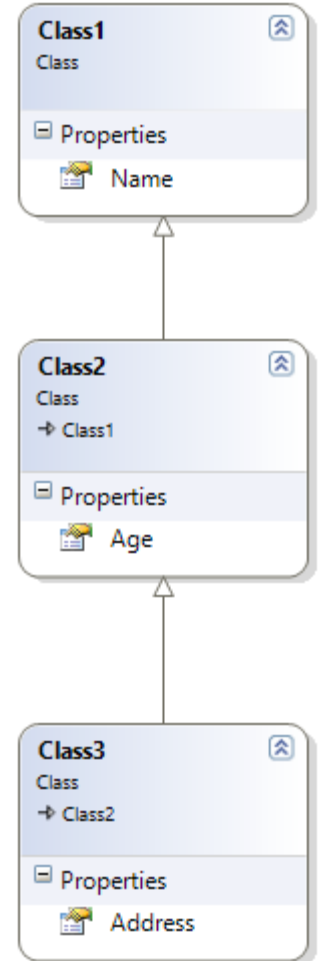 Class1
Class
Properties
Name
Class2
Class
Class1
Properties
Age
Class3
Class
Class2
Properties
Address